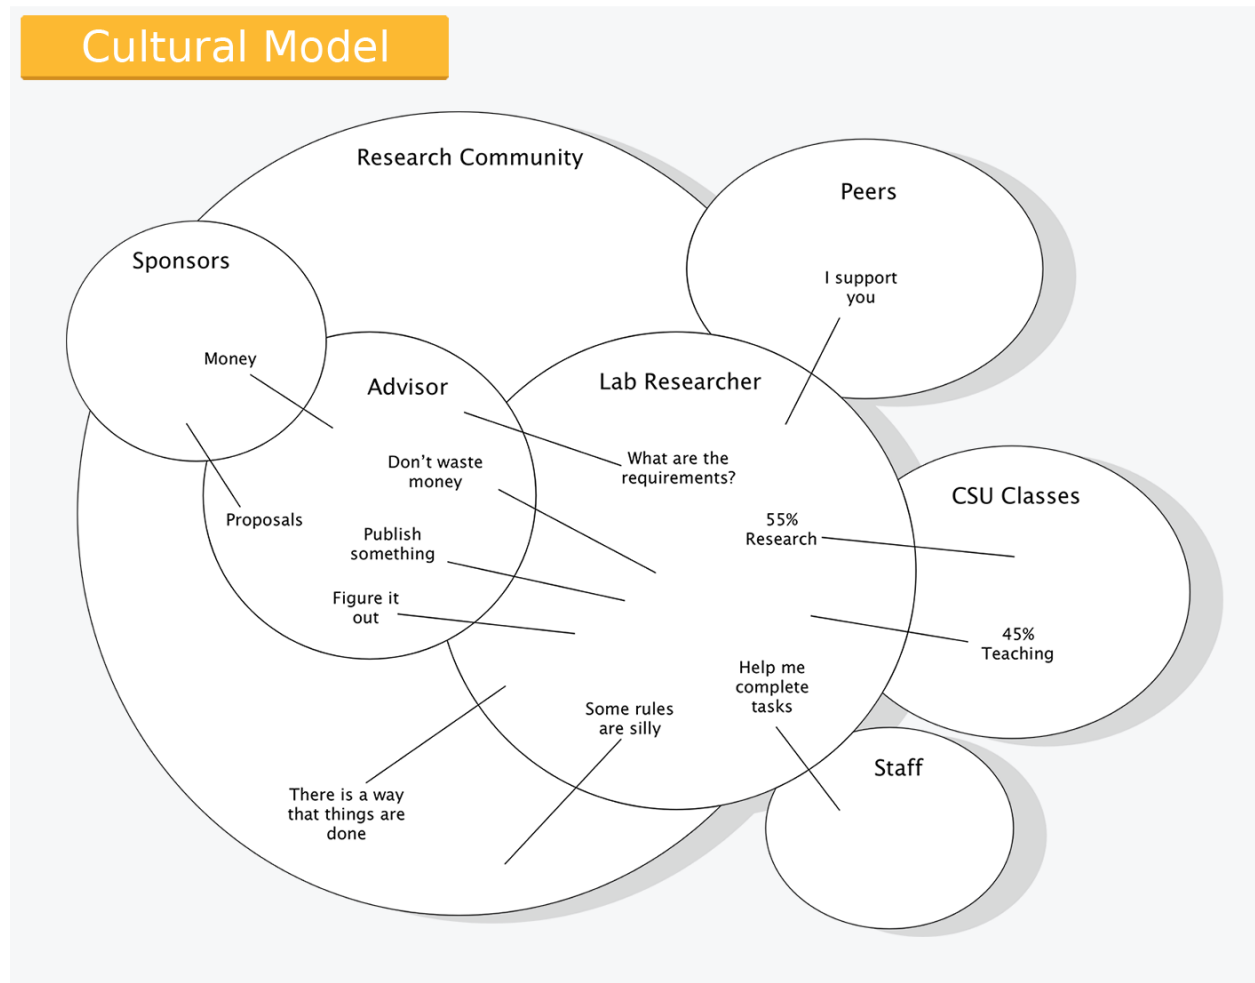 Cultural Model
Research Community
Peers
I support
you
Sponsors
Money
Advisor
Lab Researcher
Don’t waste
money
What are the
requirements?
CSU Classes
Proposals
Publish
something
55%
Research
Figure it
out
45%
Teaching
Help me
complete
tasks
Some rules
are silly
Staff
There is a way
that things are
done